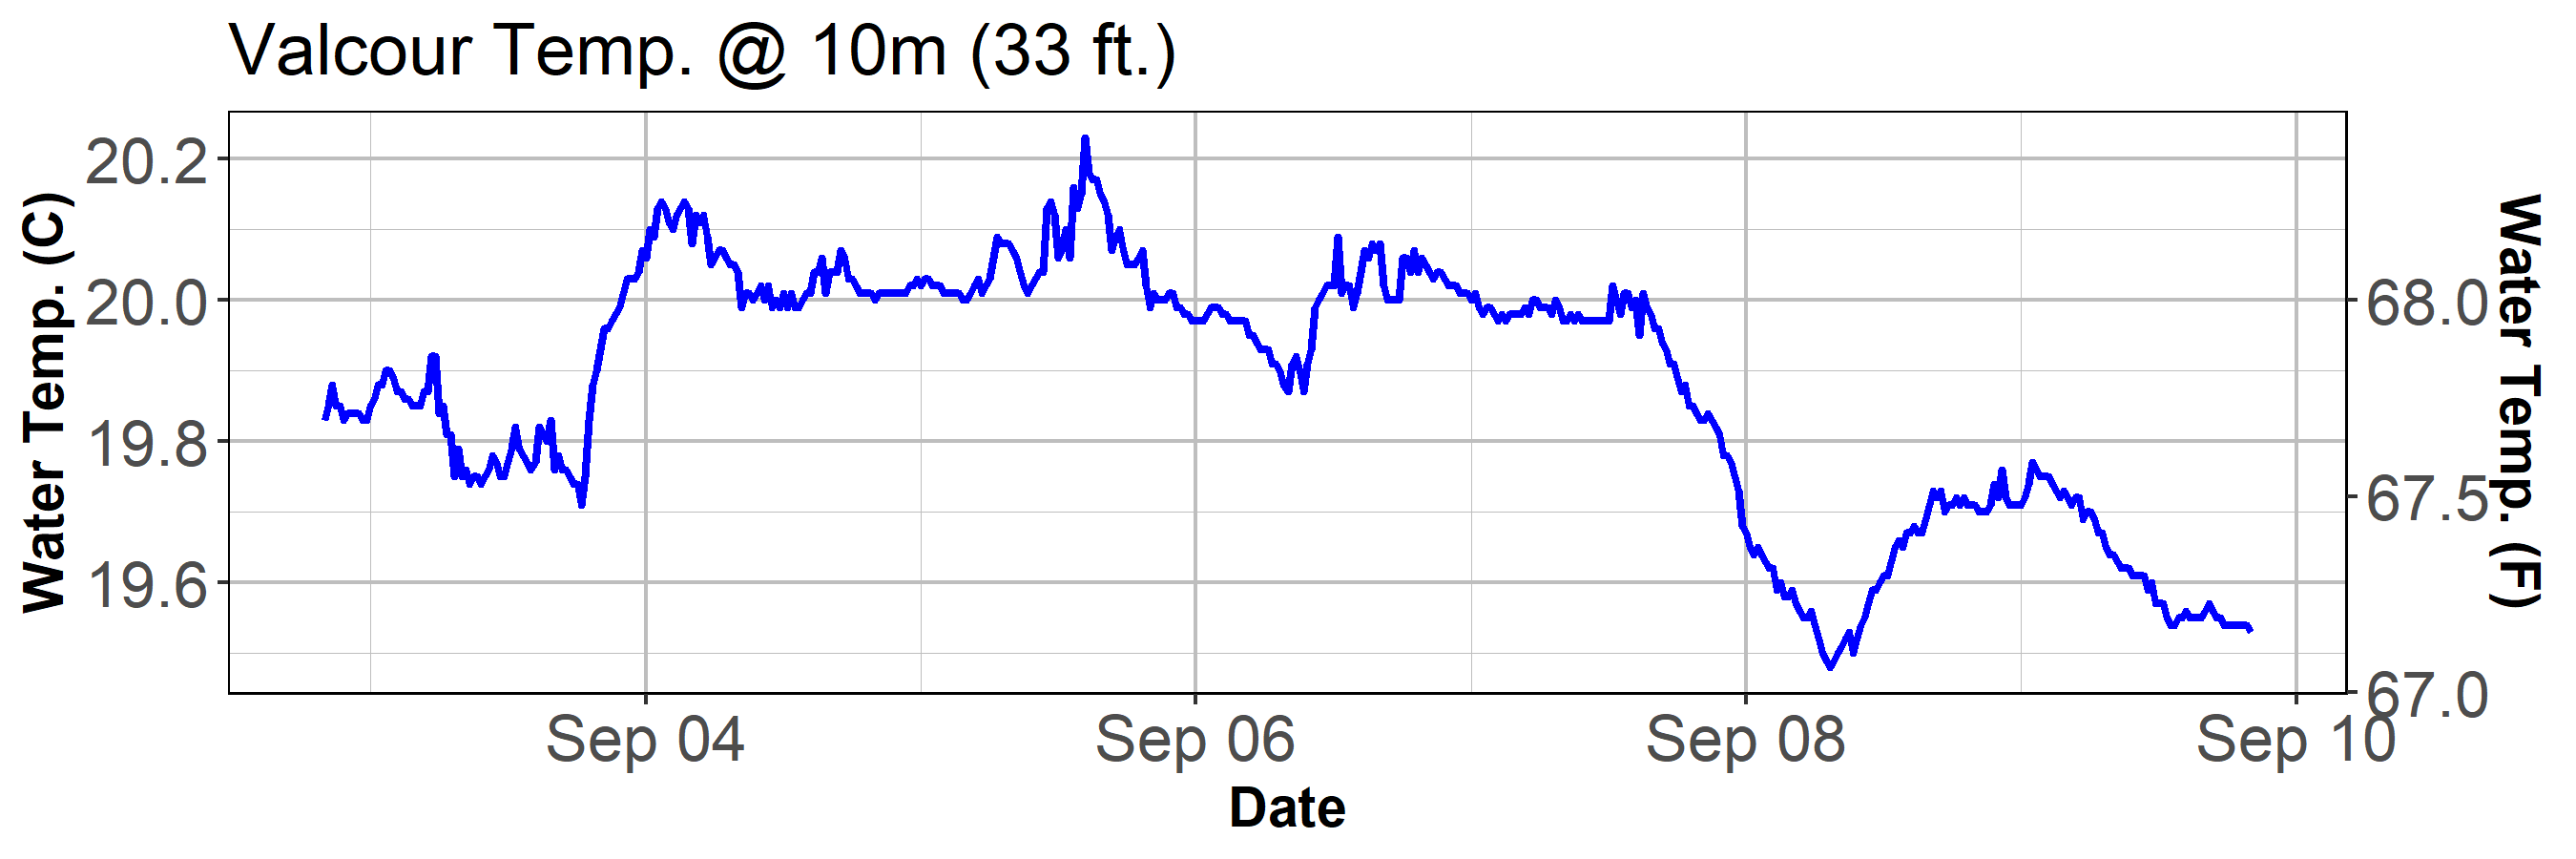 Valcour Temp. @ 10m (33 ft.)
Water Temp. (C)
20.2
20.0
19.8
19.6
68.0
67.5
67.0
Water Temp. (F)
Sep 04 Sep 06 Sep 08 Sep 10
Date